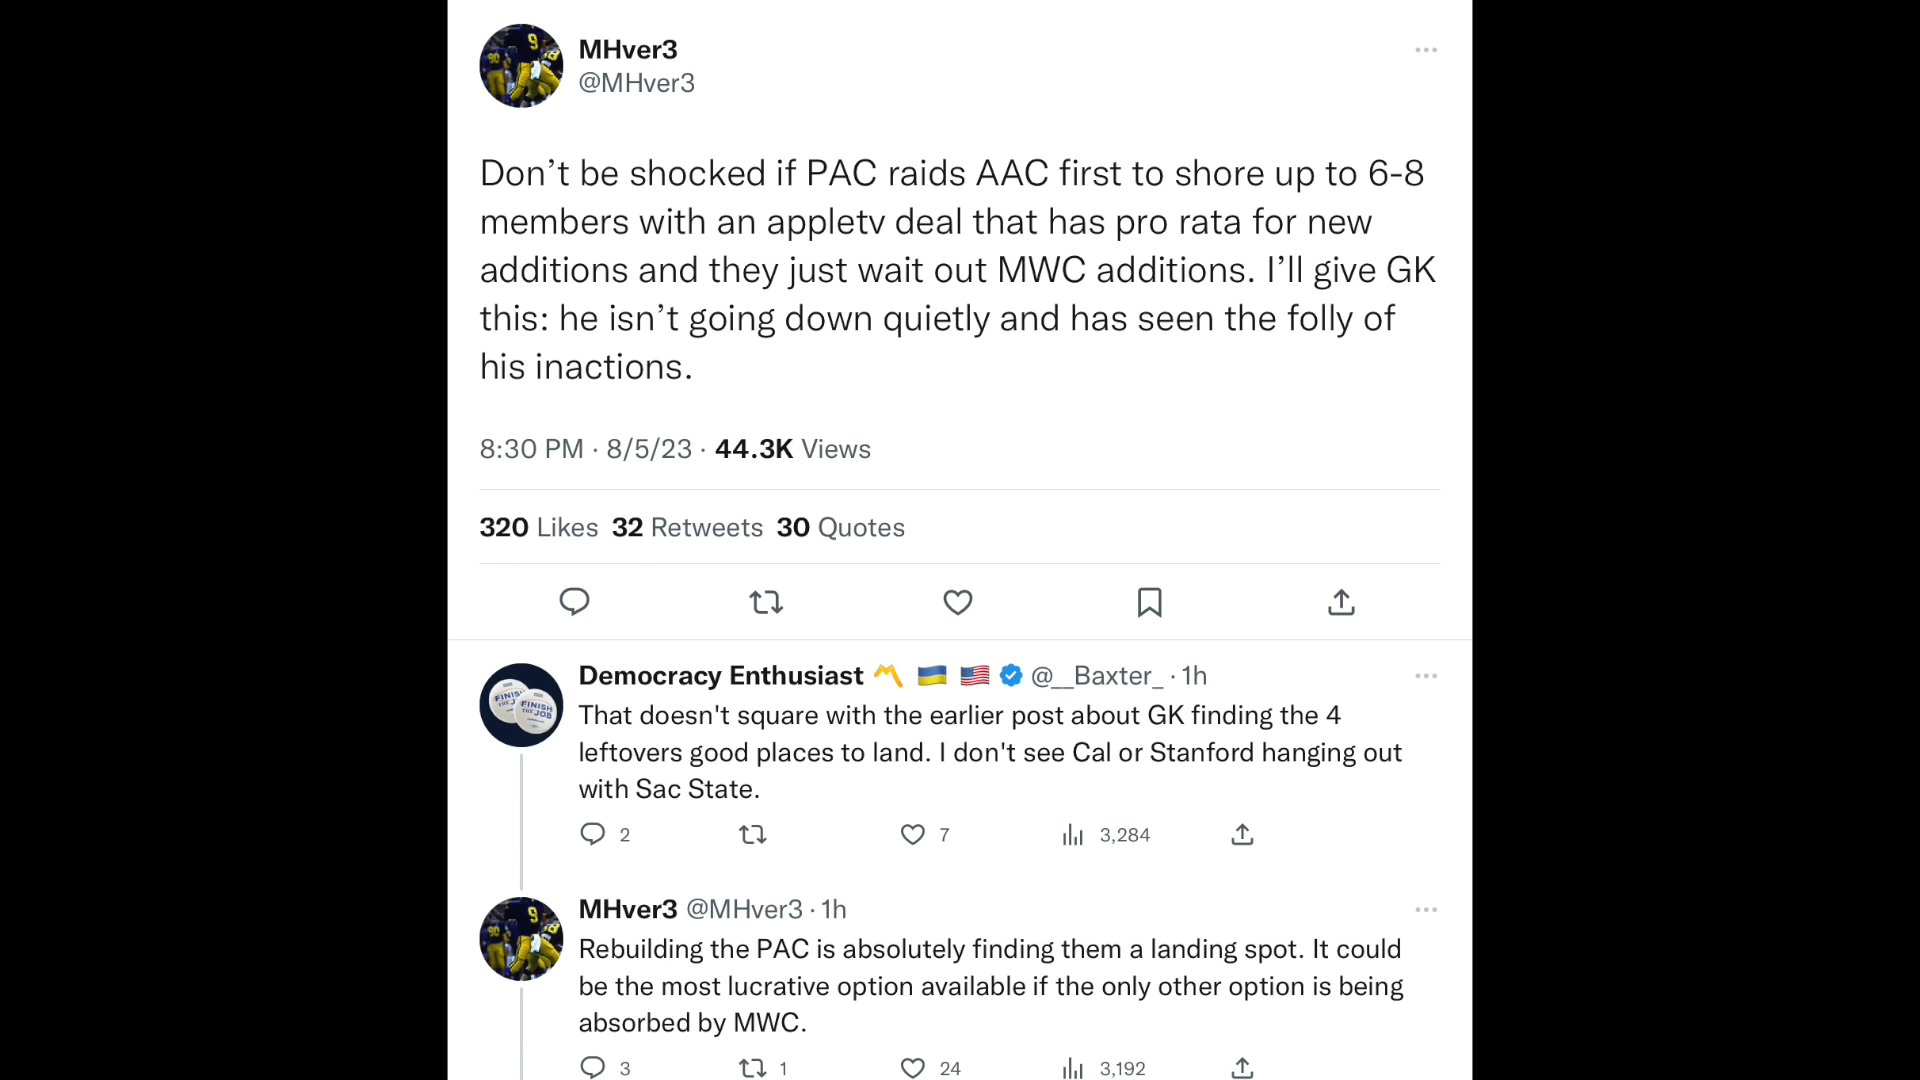 MHver3
@MHver3
Don’t be shocked if PAC raids AAC first to shore up to 6-8
members with an appletv deal that has pro rata for new
additions and they just wait out MWC additions. I’ll give GK
this: he isn’t going down quietly and has seen the folly of
his inactions.
8:30 PM · 8/5/23 · 44.3K Views
320 Likes 32 Retweets 30 Quotes
Democracy Enthusiast @__Baxter_ · 1h
FINISH
THE JOB
That doesn't square with the earlier post about GK finding the 4
leftovers good places to land. I don't see Cal or Stanford hanging out
with Sac State.
2 7 3,284
MHver3 @MHver3 · 1h
Rebuilding the PAC is absolutely finding them a landing spot. It could
be the most lucrative option available if the only other option is being
absorbed by MWC.
3 1 24 3,192